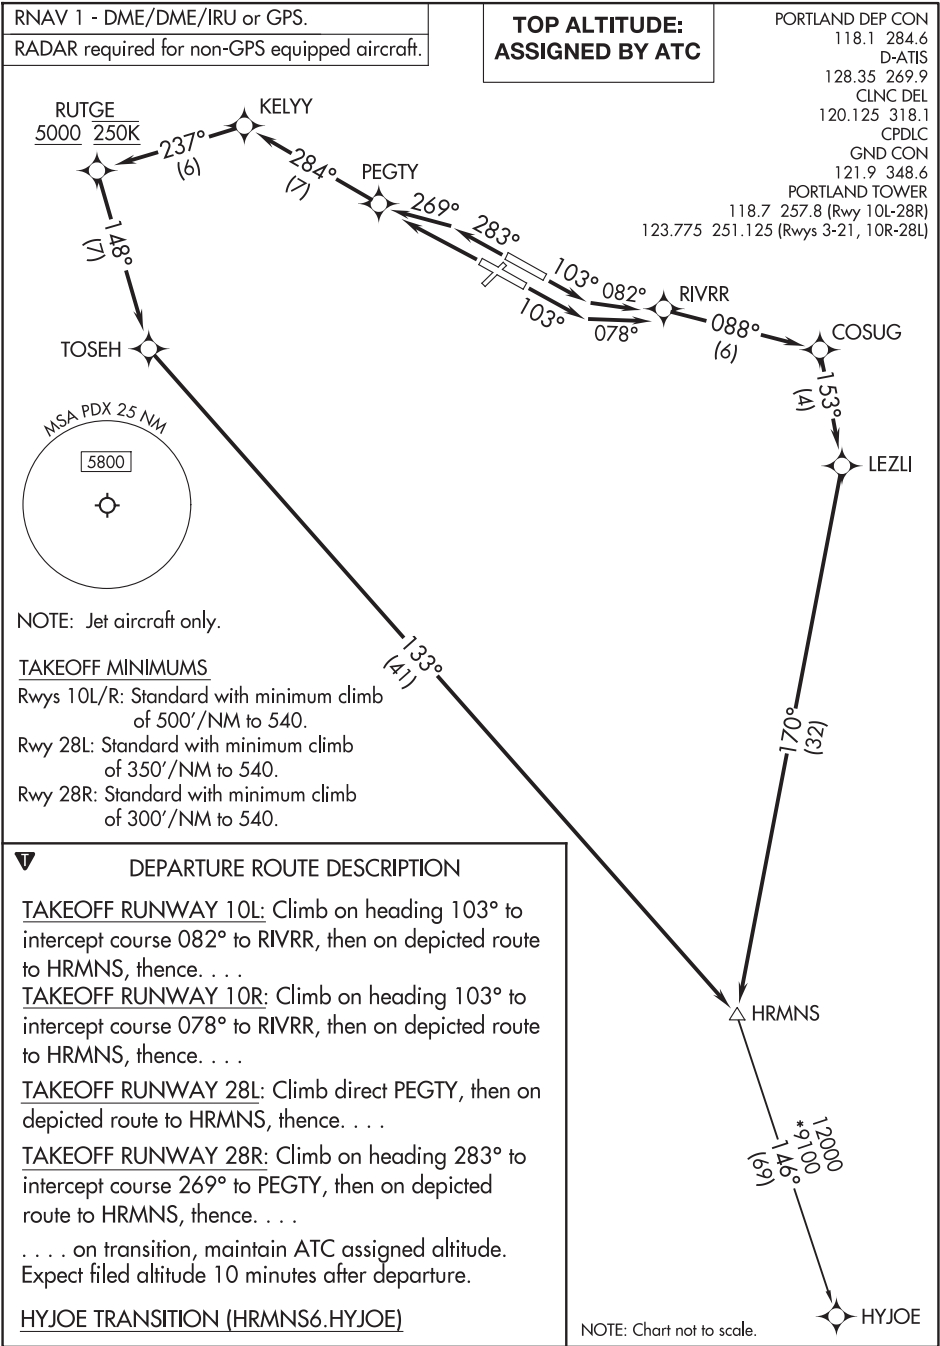 RNAV 1 - DME/DME/IRU or GPS.
RADAR required for non-GPS equipped aircraft.
TOP ALTITUDE:
ASSIGNED BY ATC
PORTLAND DEP CON
118.1 284.6
D-ATIS
128.35 269.9
CLNC DEL
120.125 318.1
CPDLC
GND CON
121.9 348.6
PORTLAND TOWER
118.7 257.8 (Rwy 10L-28R)
123.775 251.125 (Rwys 3-21, 10R-28L)
RUTGE
5000 250K
KELYY
237°
(6)
284°
(7)
PEGTY
269°
283°
148°
(7)
103°
082°
RIVRR
103°
078°
088°
(6)
COSUG
TOSEH
153°
(4)
LEZLI
MSA PDX 25 NM
5800
NOTE: Jet aircraft only.
133°
(41)
170°
(32)
TAKEOFF MINIMUMS
Rwys 10L/R: Standard with minimum climb
of 500'/NM to 540.
Rwy 28L: Standard with minimum climb
of 350'/NM to 540.
Rwy 28R: Standard with minimum climb
of 300'/NM to 540.
T
DEPARTURE ROUTE DESCRIPTION
TAKEOFF RUNWAY 10L: Climb on heading 103° to
intercept course 082° to RIVRR, then on depicted route
to HRMNS, thence. . . .
TAKEOFF RUNWAY 10R: Climb on heading 103° to
intercept course 078° to RIVRR, then on depicted route
to HRMNS, thence. . . .
TAKEOFF RUNWAY 28L: Climb direct PEGTY, then on
depicted route to HRMNS, thence. . . .
TAKEOFF RUNWAY 28R: Climb on heading 283° to
intercept course 269° to PEGTY, then on depicted
route to HRMNS, thence. . . .
. . . . on transition, maintain ATC assigned altitude.
Expect filed altitude 10 minutes after departure.
HYJOE TRANSITION (HRMNS6.HYJOE)
HRMNS
12000
*9100
146°
(69)
HYJOE
NOTE: Chart not to scale.